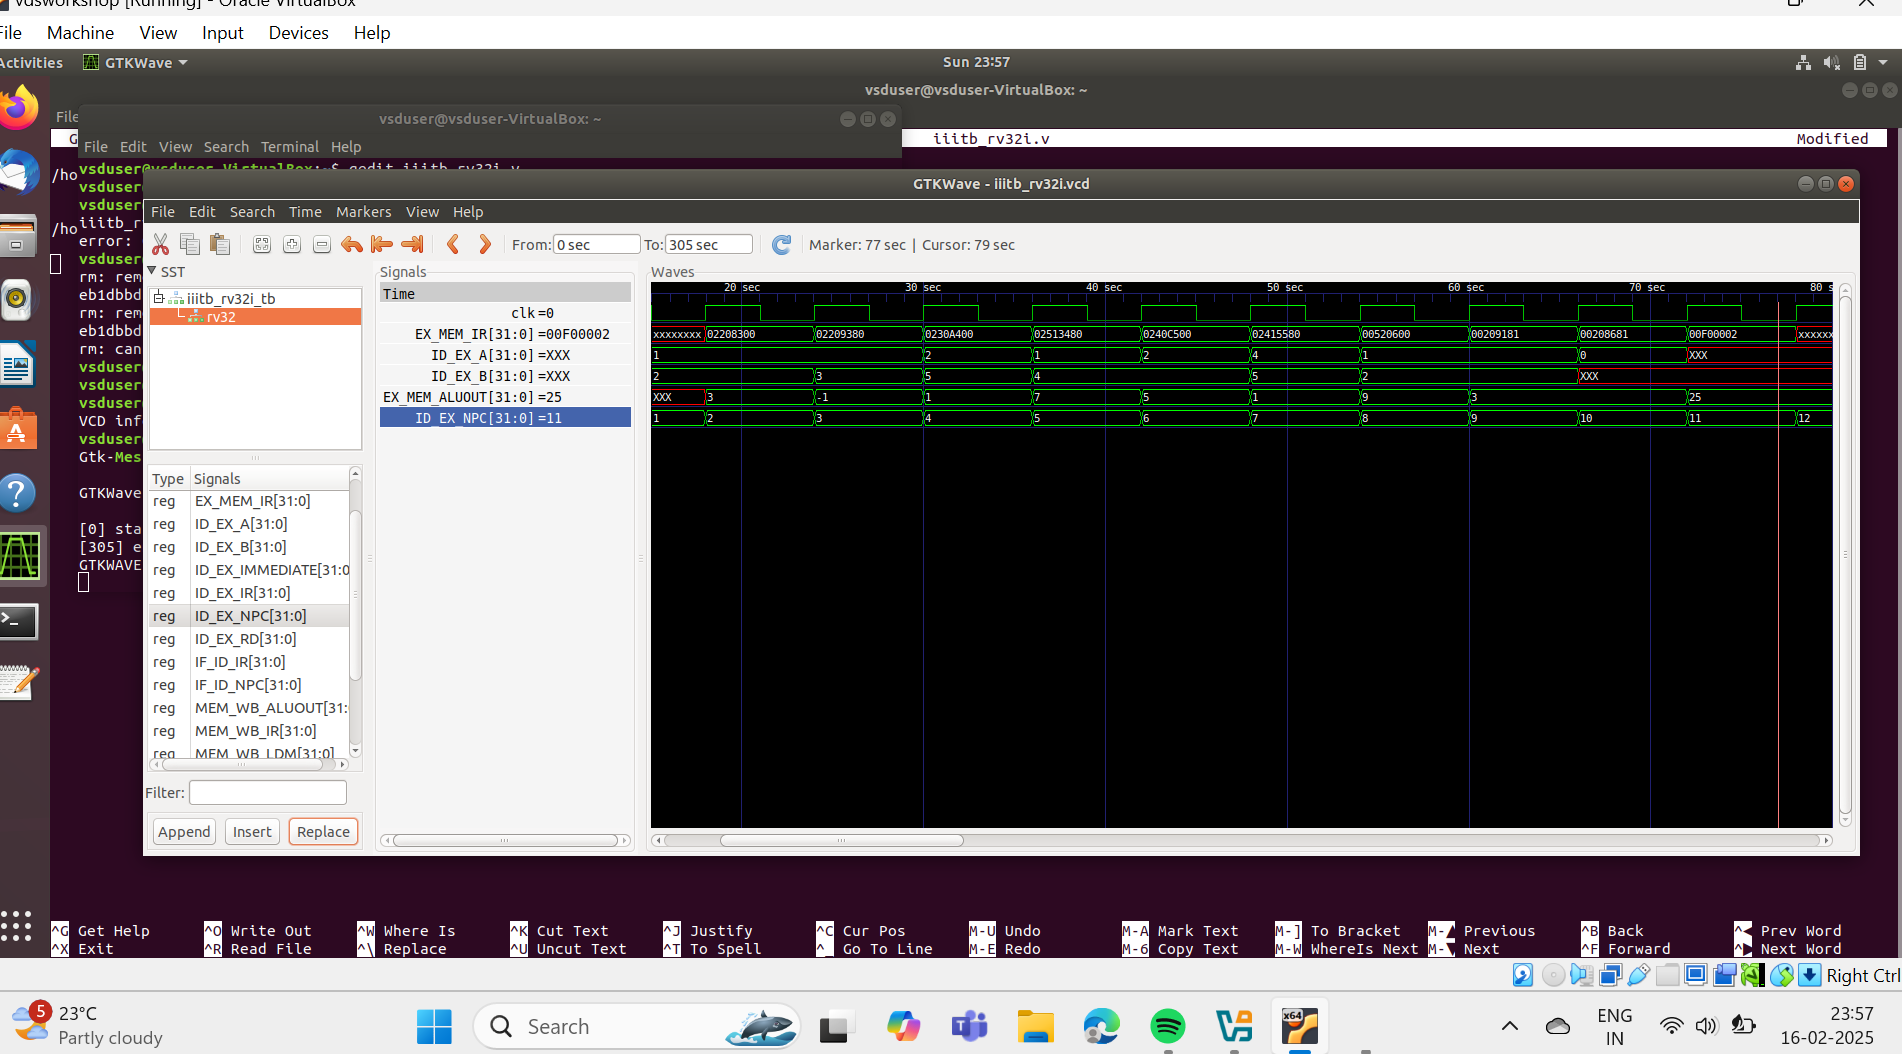 vdsworkshop [Running] - Oracle VirtualBox
File Machine View Input Devices Help
Activities GTKWave Sun 23:57
vsduser@vsduser-VirtualBox: ~
File
vsduser@vsduser-VirtualBox: ~
iiitb_rv32i.v Modified
File Edit View Search Terminal Help
vsduser@vsduser-VirtualBox:~$ gedit iiitb_rv32i.v
/ho
vsduser
vsduser
iiitb_r
/ho
error:
vsduser
rm: rem
eb1dbbd
rm: rem
eb1dbbd
rm: can
vsduser
vsduser
vsduser
VCD inf
vsduser
Gtk-Mes
GTKWave
[0] sta
[305] e
GTKWAVE
GTKWave - iiitb_rv32i.vcd
File Edit Search Time Markers View Help
From: 0 sec To: 305 sec Marker: 77 sec | Cursor: 79 sec
SST
iiitb_rv32i_tb
rv32
Type Signals
reg EX_MEM_IR[31:0]
reg ID_EX_A[31:0]
reg ID_EX_B[31:0]
reg ID_EX_IMMEDIATE[31:0
reg ID_EX_IR[31:0]
reg ID_EX_NPC[31:0]
reg ID_EX_RD[31:0]
reg IF_ID_IR[31:0]
reg IF_ID_NPC[31:0]
reg MEM_WB_ALUOUT[31:
reg MEM_WB_IR[31:0]
reg MEM_WB_LDM[31:0]
Filter:
Append Insert Replace
Signals
Time
clk=0
EX_MEM_IR[31:0]=00F00002
ID_EX_A[31:0]=XXX
ID_EX_B[31:0]=XXX
EX_MEM_ALUOUT[31:0]=25
ID_EX_NPC[31:0]=11
Waves
20 sec 30 sec 40 sec 50 sec 60 sec 70 sec 80 s
xxxxxxxx 02208300 02209380 0230A400 02513480 0240C500 02415580 00520600 00209181 00208681 00F00002 xxxxxx
1 2 1 2 4 1 0 XXX
2 3 5 4 5 2 XXX
XXX 3 -1 1 7 5 1 9 3 25
1 2 3 4 5 6 7 8 9 10 11 12
^G Get Help ^O Write Out ^W Where Is ^K Cut Text ^J Justify ^C Cur Pos M-U Undo M-A Mark Text M-] To Bracket M-▲ Previous ^B Back ^◀ Prev Word
^X Exit ^R Read File ^\ Replace ^U Uncut Text ^T To Spell ^_ Go To Line M-E Redo M-6 Copy Text M-W WhereIs Next M-▼ Next ^F Forward ^▶ Next Word
Right Ctrl
5
23°C
Partly cloudy
Search
x64
ENG
IN
23:57
16-02-2025